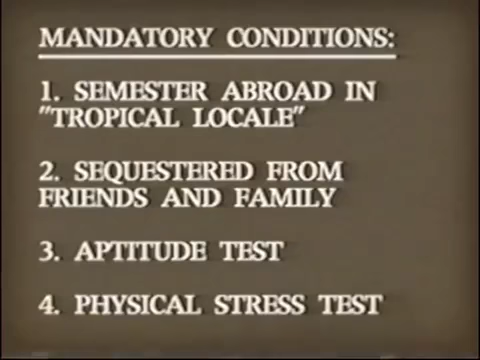 MANDATORY CONDITIONS:
1. SEMESTER ABROAD IN
"TROPICAL LOCALE"
2. SEQUESTERED FROM
FRIENDS AND FAMILY
3. APTITUDE TEST
4. PHYSICAL STRESS TEST